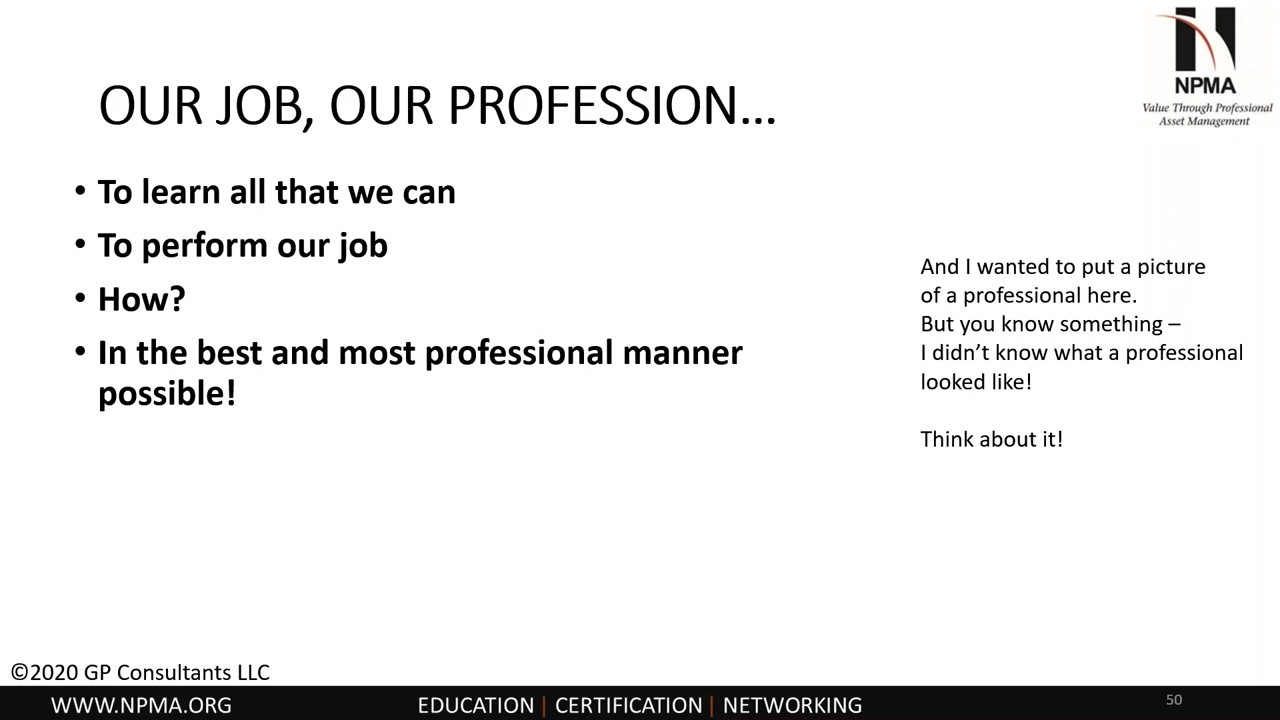 NPMA
Value Through Professional
Asset Management
OUR JOB, OUR PROFESSION...
• To learn all that we can
• To perform our job
• How?
• In the best and most professional manner
possible!
And I wanted to put a picture
of a professional here.
But you know something –
I didn’t know what a professional
looked like!
Think about it!
©2020 GP Consultants LLC
WWW.NPMA.ORG
EDUCATION | CERTIFICATION | NETWORKING
50